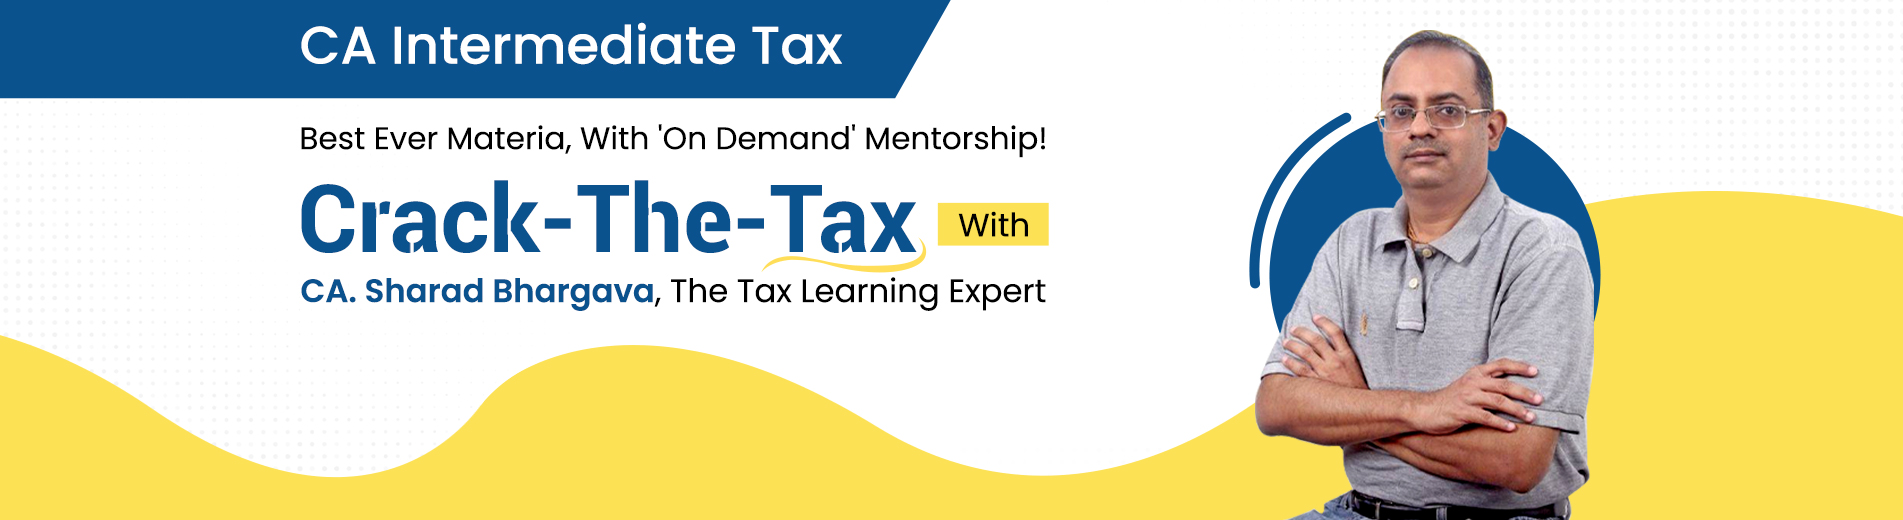 CA Intermediate Tax
Best Ever Materia, With 'On Demand' Mentorship!
Crack-The-Tax With
CA. Sharad Bhargava, The Tax Learning Expert